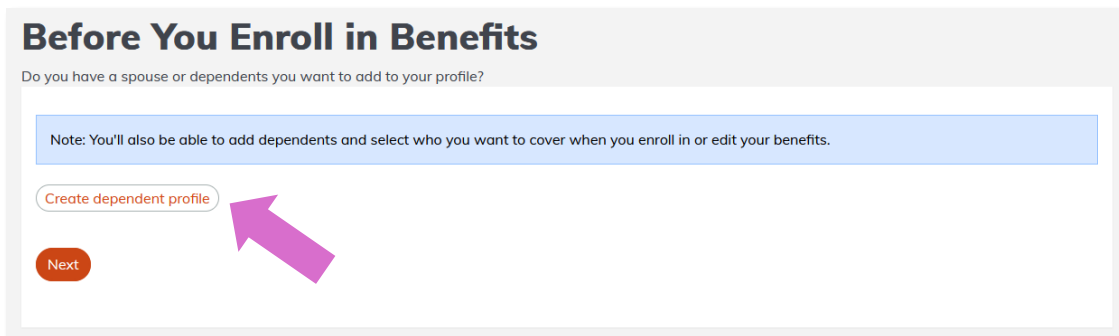 Before You Enroll in Benefits
Do you have a spouse or dependents you want to add to your profile?
Note: You'll also be able to add dependents and select who you want to cover when you enroll in or edit your benefits.
Create dependent profile
Next